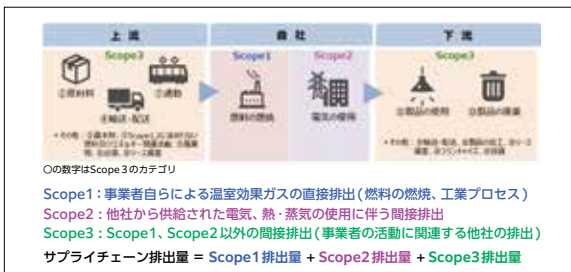 上流
自社
下流
Scope3
Scope1
Scope2
Scope3
①原材料
⑦通勤
④輸送・配送
燃料の燃焼
電気の使用
⑪製品の使用
⑫製品の廃棄
○の数字はScope3のカテゴリ
Scope1：事業者自らによる温室効果ガスの直接排出(燃料の燃焼、工業プロセス)
Scope2：他社から供給された電気、熱・蒸気の使用に伴う間接排出
Scope3：Scope1、Scope2以外の間接排出(事業者の活動に関連する他社の排出)
サプライチェーン排出量 = Scope1排出量 + Scope2排出量 + Scope3排出量